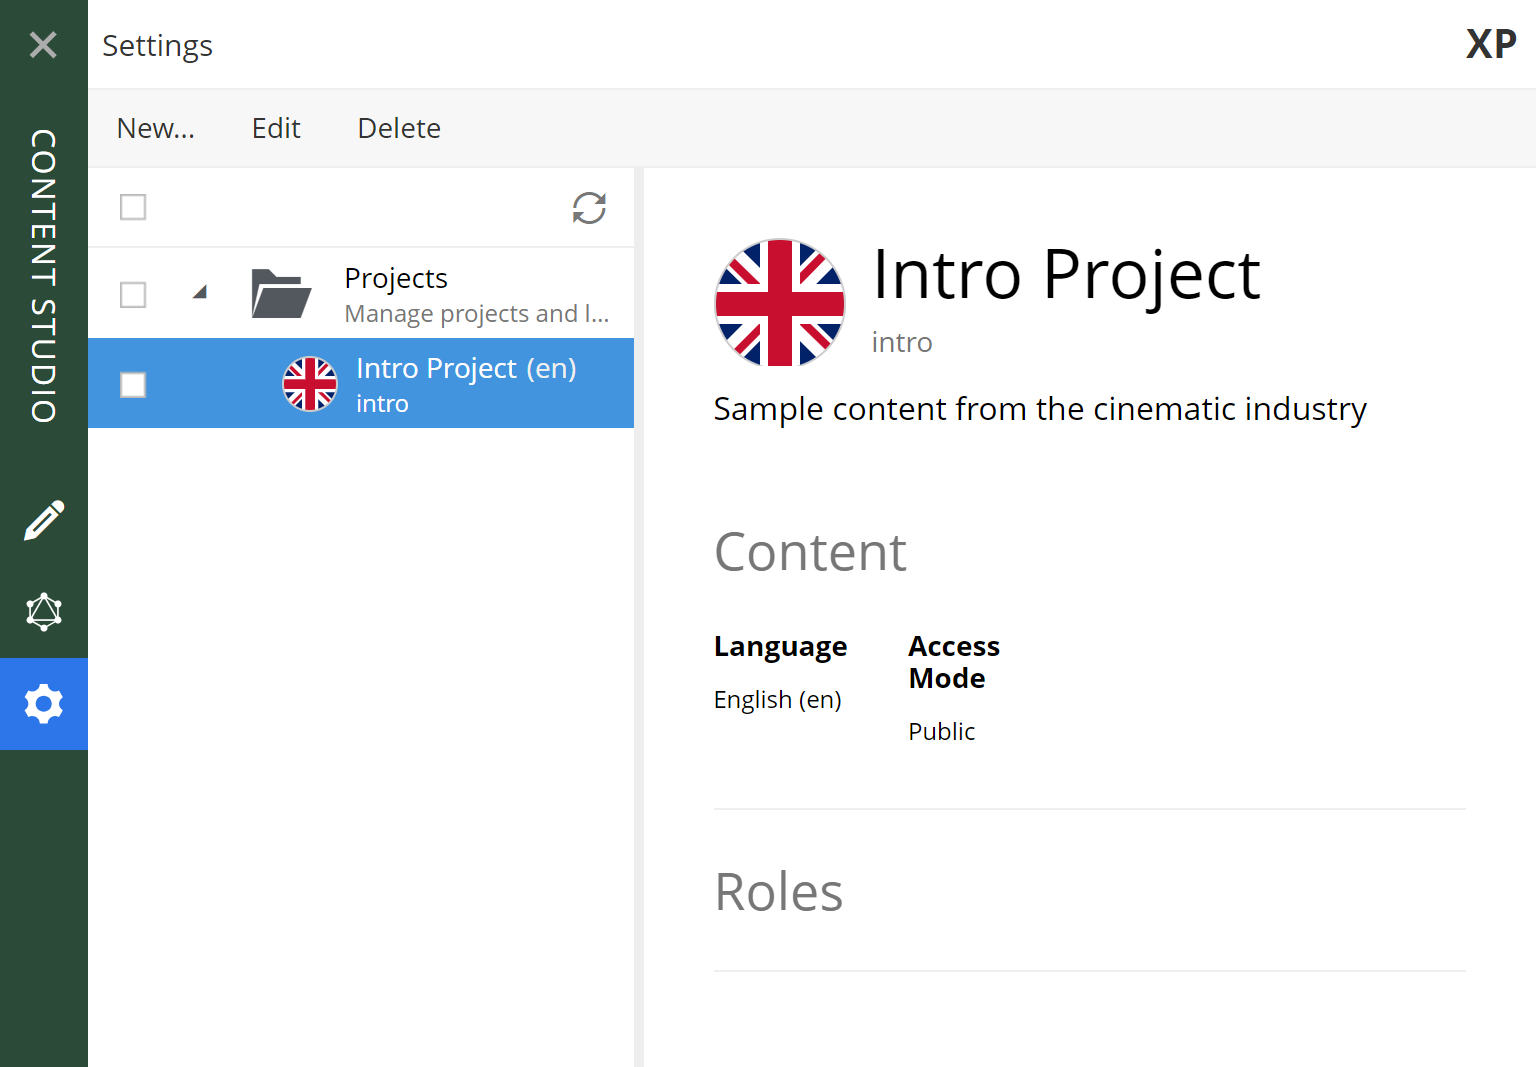 Settings
XP
CONTENT STUDIO
New...
Edit
Delete
Projects
Manage projects and l...
Intro Project (en)
intro
Intro Project
intro
Sample content from the cinematic industry
Content
Language
English (en)
Access
Mode
Public
Roles